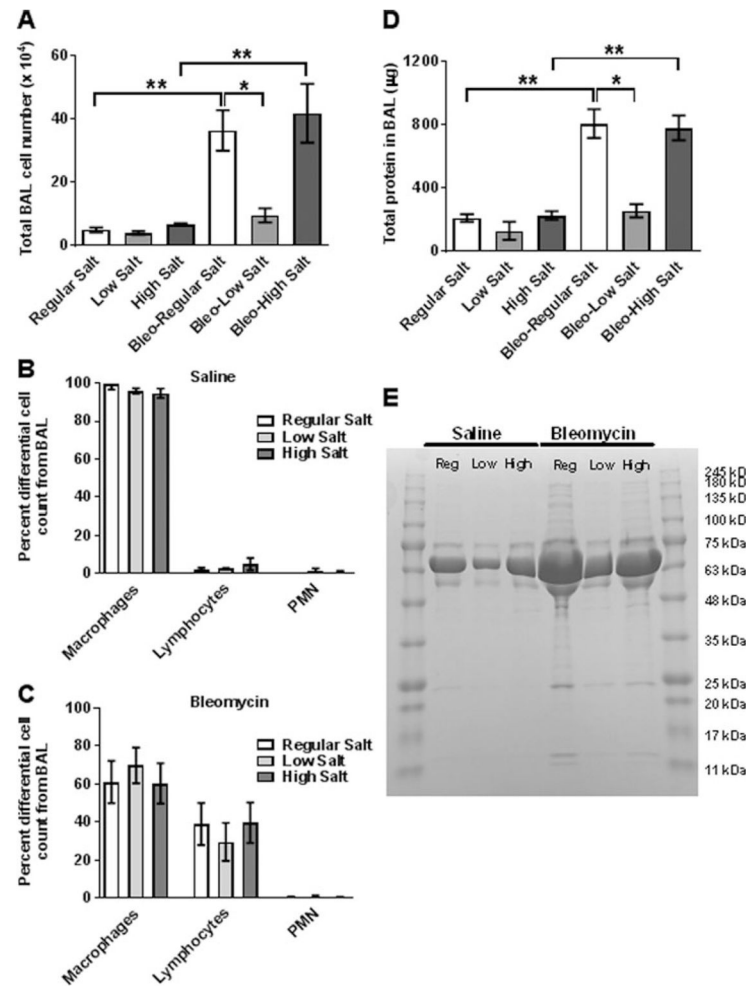 A
Total BAL cell number (x 10⁴)
60
40
20
0
**
**
*
Regular Salt
Low Salt
High Salt
Bleo-Regular Salt
Bleo-Low Salt
Bleo-High Salt
D
Total protein in BAL (µg)
1200
800
400
0
**
**
*
Regular Salt
Low Salt
High Salt
Bleo-Regular Salt
Bleo-Low Salt
Bleo-High Salt
B
Saline
Percent differential cell
count from BAL
100
80
60
40
20
0
Regular Salt
Low Salt
High Salt
Macrophages
Lymphocytes
PMN
C
Bleomycin
Percent differential cell
count from BAL
100
80
60
40
20
0
Regular Salt
Low Salt
High Salt
Macrophages
Lymphocytes
PMN
E
Saline Bleomycin
Reg Low High Reg Low High
245 kD
180 kD
135 kD
100 kD
75 kDa
63 kDa
48 kDa
35 kDa
25 kDa
20 kDa
17 kDa
11 kDa